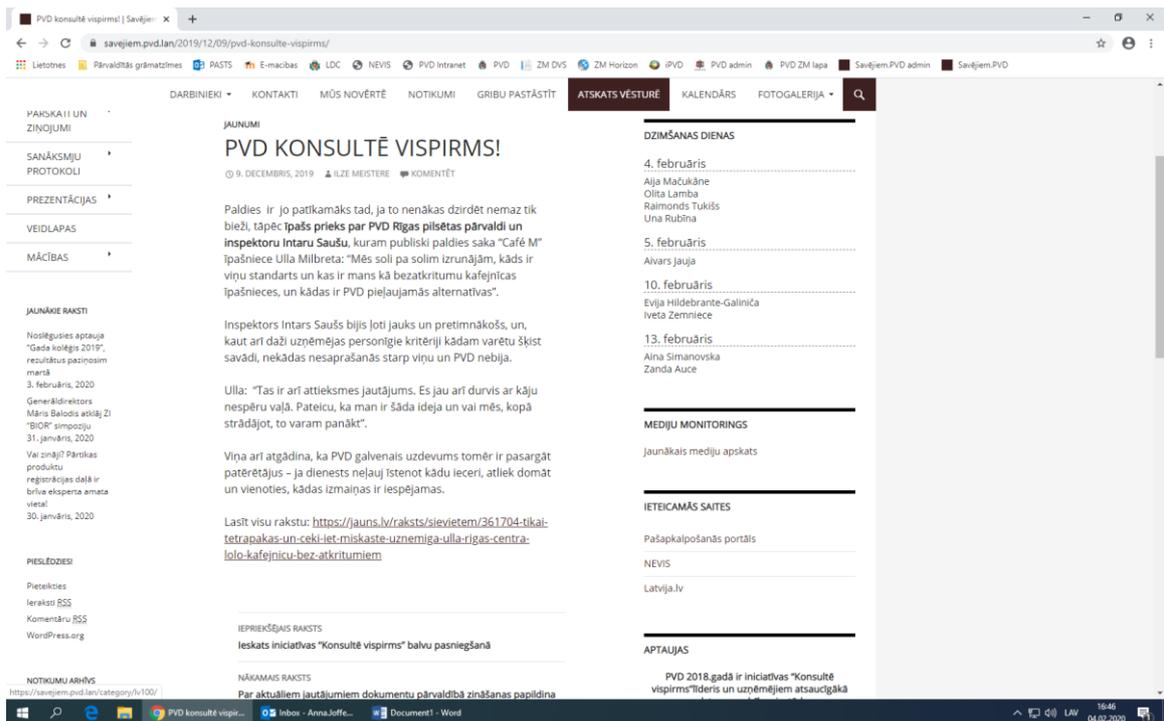 PVD konsultē vispirms! | Savējiem
savejiem.pvd.lan/2019/12/09/pvd-konsulte-vispirms/
Lietotnes Pārvaldītās grāmatzīmes PASTS E-macibas LDC NEVIS PVD Intranet PVD ZM DVS ZM Horizon iPVD PVD admin PVD ZM lapa Savējiem.PVD admin Savējiem.PVD
DARBINIEKI KONTAKTI MŪS NOVĒRTĒ NOTIKUMI GRIBU PASTĀSTĪT ATSKATS VĒSTURĒ KALENDĀRS FOTOGALERIJA
PĀRSKATI UN
ZIŅOJUMI
SANĀKSMJU
PROTOKOLI
PREZENTĀCIJAS
VEIDLAPAS
MĀCĪBAS
JAUNĀKIE RAKSTI
Noslēgusies aptauja
"Gada kolēģis 2019",
rezultātus paziņosim
martā
3. februāris, 2020
Ģenerāldirektors
Māris Balodis atklāj ZI
"BIOR" simpoziju
31. janvāris, 2020
Vai zināji? Pārtikas
produktu
reģistrācijas daļā ir
brīva eksperta amata
vieta!
30. janvāris, 2020
PIESLĒDZIES!
Pieteikties
Ieraksti RSS
Komentāru RSS
WordPress.org
NOTIKUMU ARHĪVS
https://savejiem.pvd.lan/category/lv100/
JAUNUMI
PVD KONSULTĒ VISPIRMS!
9. DECEMBRIS, 2019 ILZE MEISTERE KOMENTĒT
Paldies ir jo patīkamāks tad, ja to nenākas dzirdēt nemaz tik
bieži, tāpēc īpašs prieks par PVD Rīgas pilsētas pārvaldi un
inspektoru Intaru Saušu, kuram publiski paldies saka "Café M"
īpašniece Ulla Milbreta: "Mēs soli pa solim izrunājām, kāds ir
viņu standarts un kas ir mans kā bezatkritumu kafejnīcas
īpašnieces, un kādas ir PVD pieļaujamās alternatīvas".
Inspektors Intars Saušs bijis ļoti jauks un pretimnākošs, un,
kaut arī daži uzņēmējas personīgie kritēriji kādam varētu šķist
savādi, nekādas nesaprašanās starp viņu un PVD nebija.
Ulla: "Tas ir arī attieksmes jautājums. Es jau arī durvis ar kāju
nespēru vaļā. Pateicu, ka man ir šāda ideja un vai mēs, kopā
strādājot, to varam panākt".
Viņa arī atgādina, ka PVD galvenais uzdevums tomēr ir pasargāt
patērētājus – ja dienests neļauj īstenot kādu ieceri, atliek domāt
un vienoties, kādas izmaiņas ir iespējamas.
Lasīt visu rakstu: https://jauns.lv/raksts/sievietem/361704-tikai-
tetrapakas-un-ceki-iet-miskaste-uznemiga-ulla-rigas-centra-
lolo-kafejnicu-bez-atkritumiem
IEPRIEKŠĒJAIS RAKSTS
Ieskats iniciatīvas "Konsultē vispirms" balvu pasniegšanā
NĀKAMAIS RAKSTS
Par aktuāliem jautājumiem dokumentu pārvaldībā zināšanas papildina
DZIMŠANAS DIENAS
4. februāris
Aija Mačukāne
Olita Lamba
Raimonds Tukišs
Una Rubīna
5. februāris
Aivars Jauja
10. februāris
Evija Hildebrante-Galiniča
Iveta Zemniece
13. februāris
Aina Simanovska
Zanda Auce
MEDIJU MONITORINGS
Jaunākais mediju apskats
IETEICAMĀS SAITES
Pašapkalpošanās portāls
NEVIS
Latvija.lv
APTAUJAS
PVD 2018.gadā ir iniciatīvas "Konsultē
vispirms"līderis un uzņēmējiem atsaucīgākā
PVD konsultē vispir... Inbox - Anna.Joffe... Document1 - Word LAV 16:46
04.02.2020